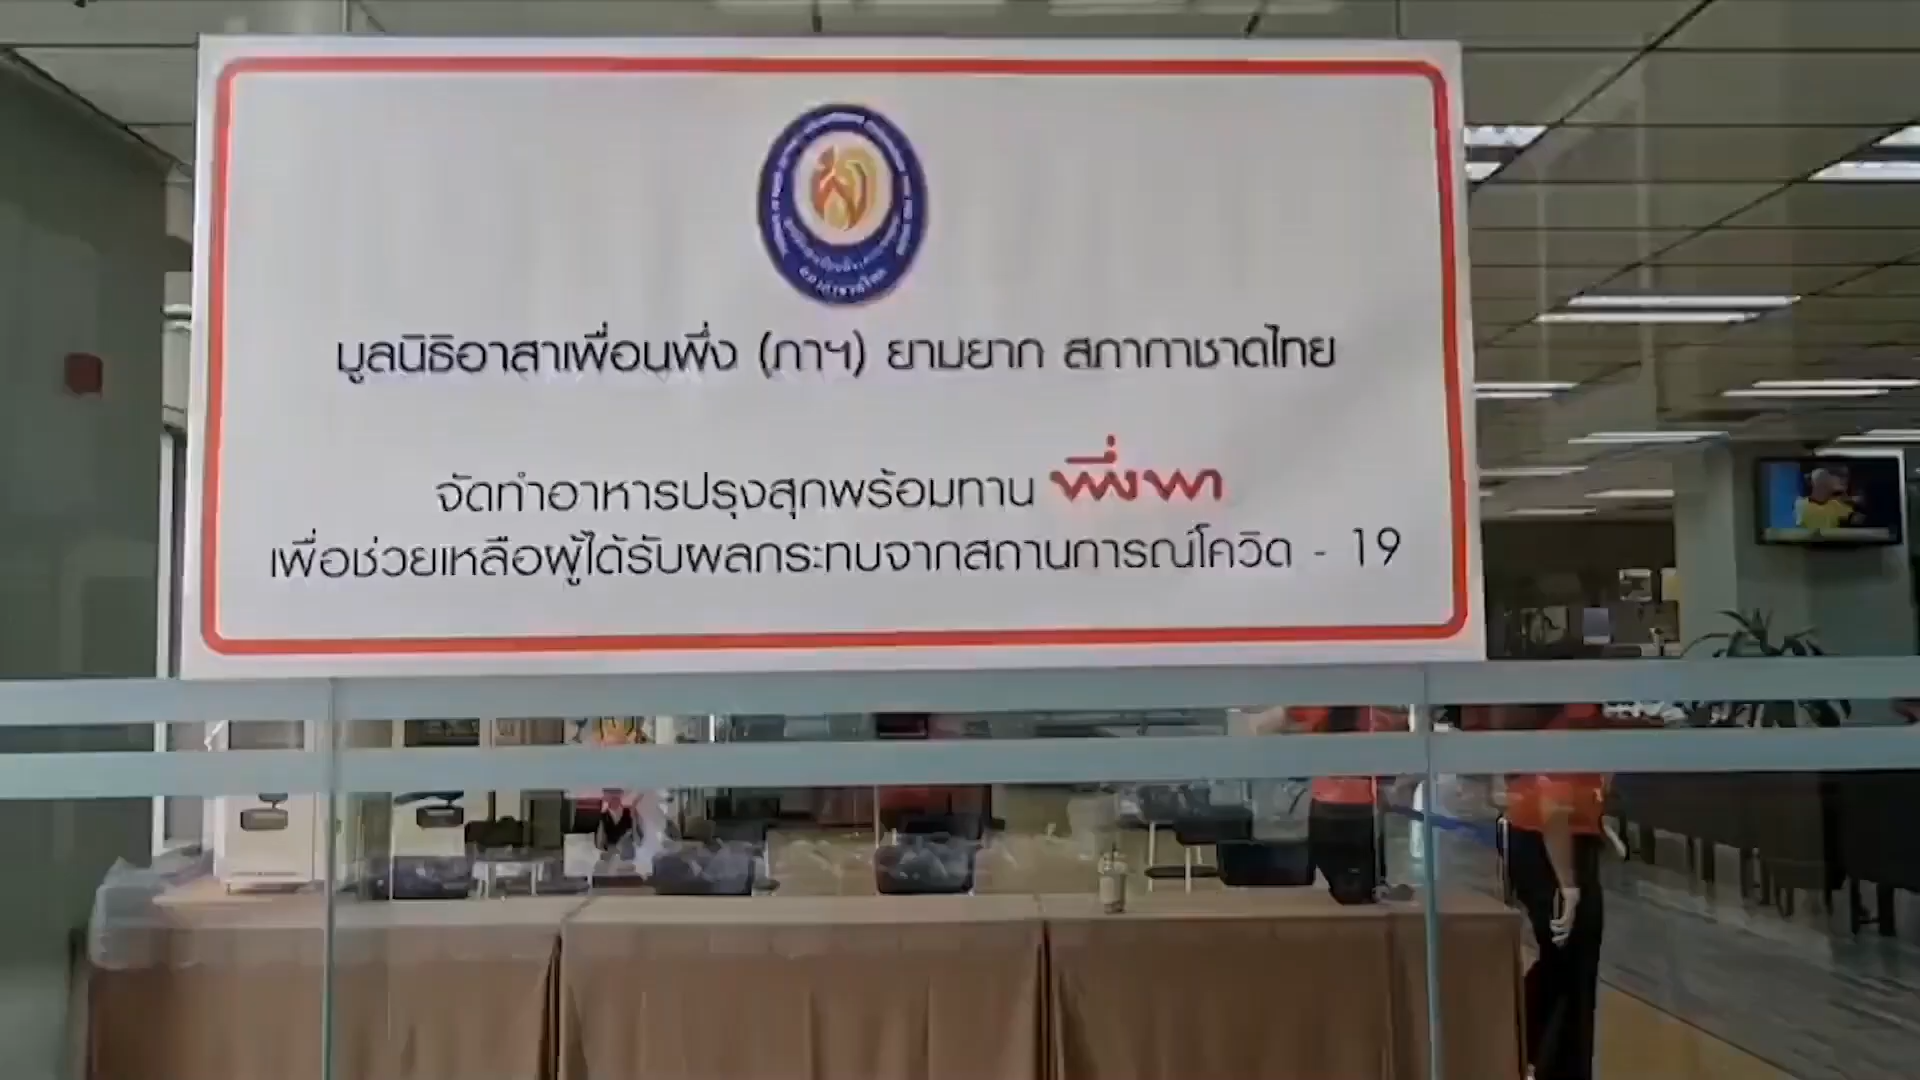 มูลนิธิอาสาเพื่อนพึ่ง (ภาฯ) ยามยาก สภากาชาดไทย
จัดทำอาหารปรุงสุกพร้อมทาน พึ่งพา
เพื่อช่วยเหลือผู้ได้รับผลกระทบจากสถานการณ์โควิด - 19